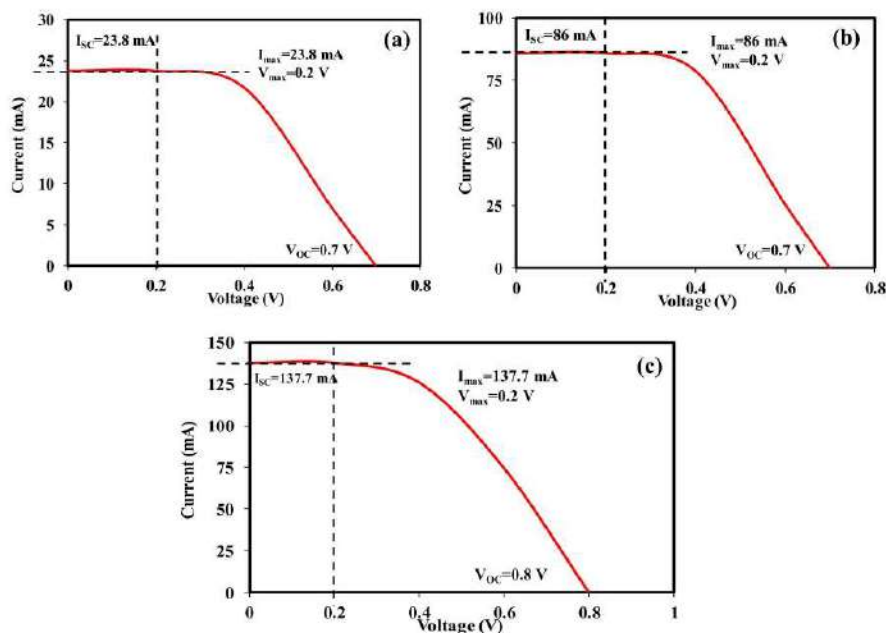 (a)
I_SC=23.8 mA
I_max=23.8 mA
V_max=0.2 V
V_OC=0.7 V
30
25
20
15
10
5
0
Current (mA)
0
0.2
0.4
0.6
0.8
Voltage (V)
(b)
I_SC=86 mA
I_max=86 mA
V_max=0.2 V
V_OC=0.7 V
100
75
50
25
0
Current (mA)
0
0.2
0.4
0.6
0.8
Voltage (V)
(c)
I_SC=137.7 mA
I_max=137.7 mA
V_max=0.2 V
V_OC=0.8 V
150
125
100
75
50
25
0
Current (mA)
0
0.2
0.4
0.6
0.8
1
Voltage (V)